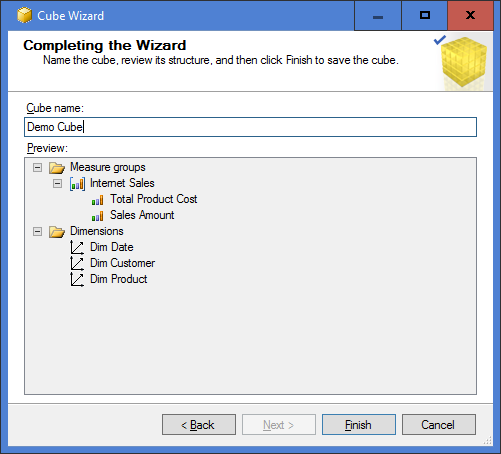 Cube Wizard
Completing the Wizard
Name the cube, review its structure, and then click Finish to save the cube.
Cube name:
Demo Cube
Preview:
Measure groups
Internet Sales
Total Product Cost
Sales Amount
Dimensions
Dim Date
Dim Customer
Dim Product
< Back
Next >
Finish
Cancel